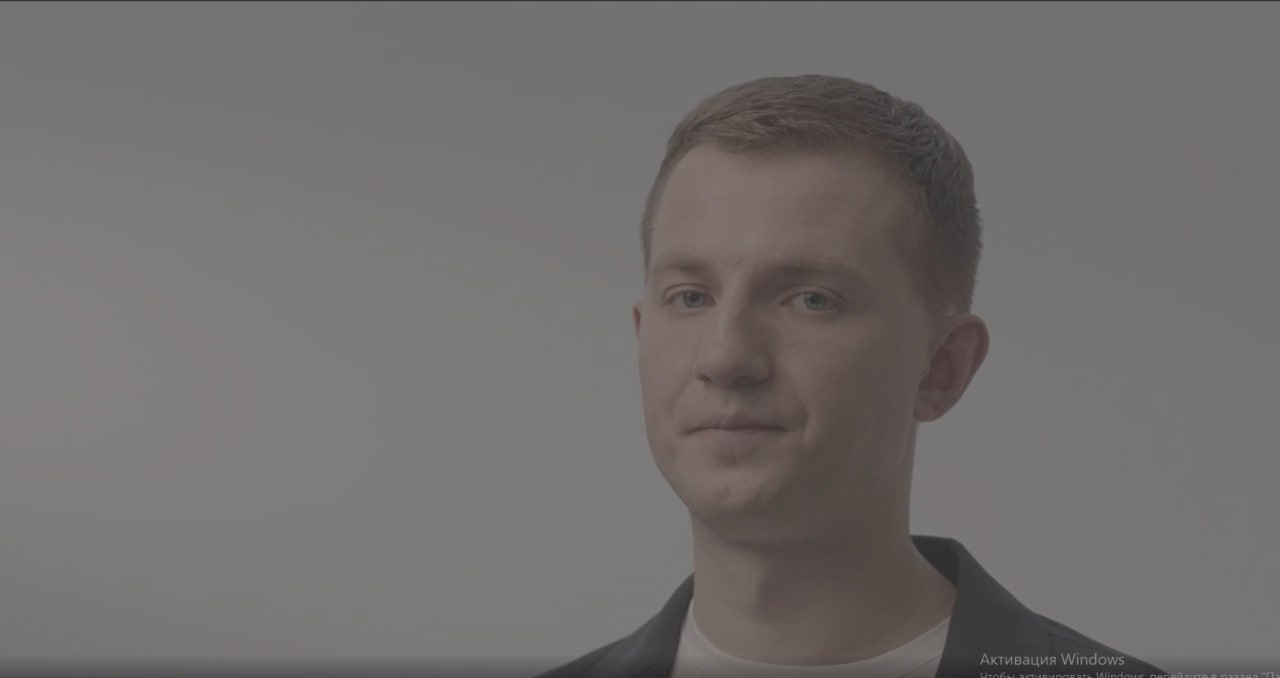 Активация Windows
Чтобы активировать Windows, перейдите в раздел